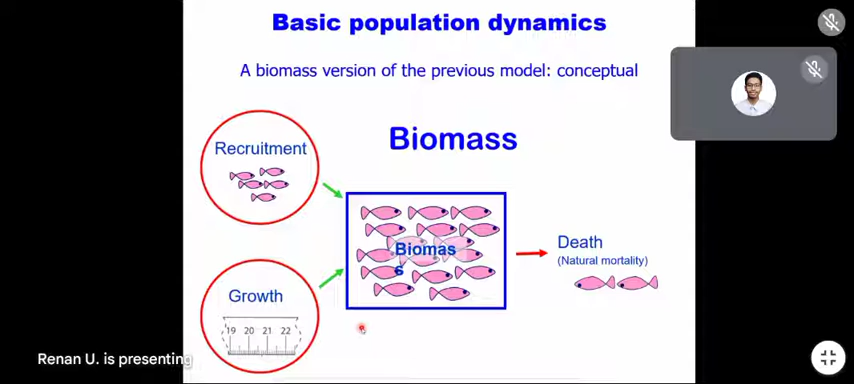 Basic population dynamics
A biomass version of the previous model: conceptual
Biomass
Recruitment
Biomas
s
Death
(Natural mortality)
Growth
19 20 21 22
Renan U. is presenting